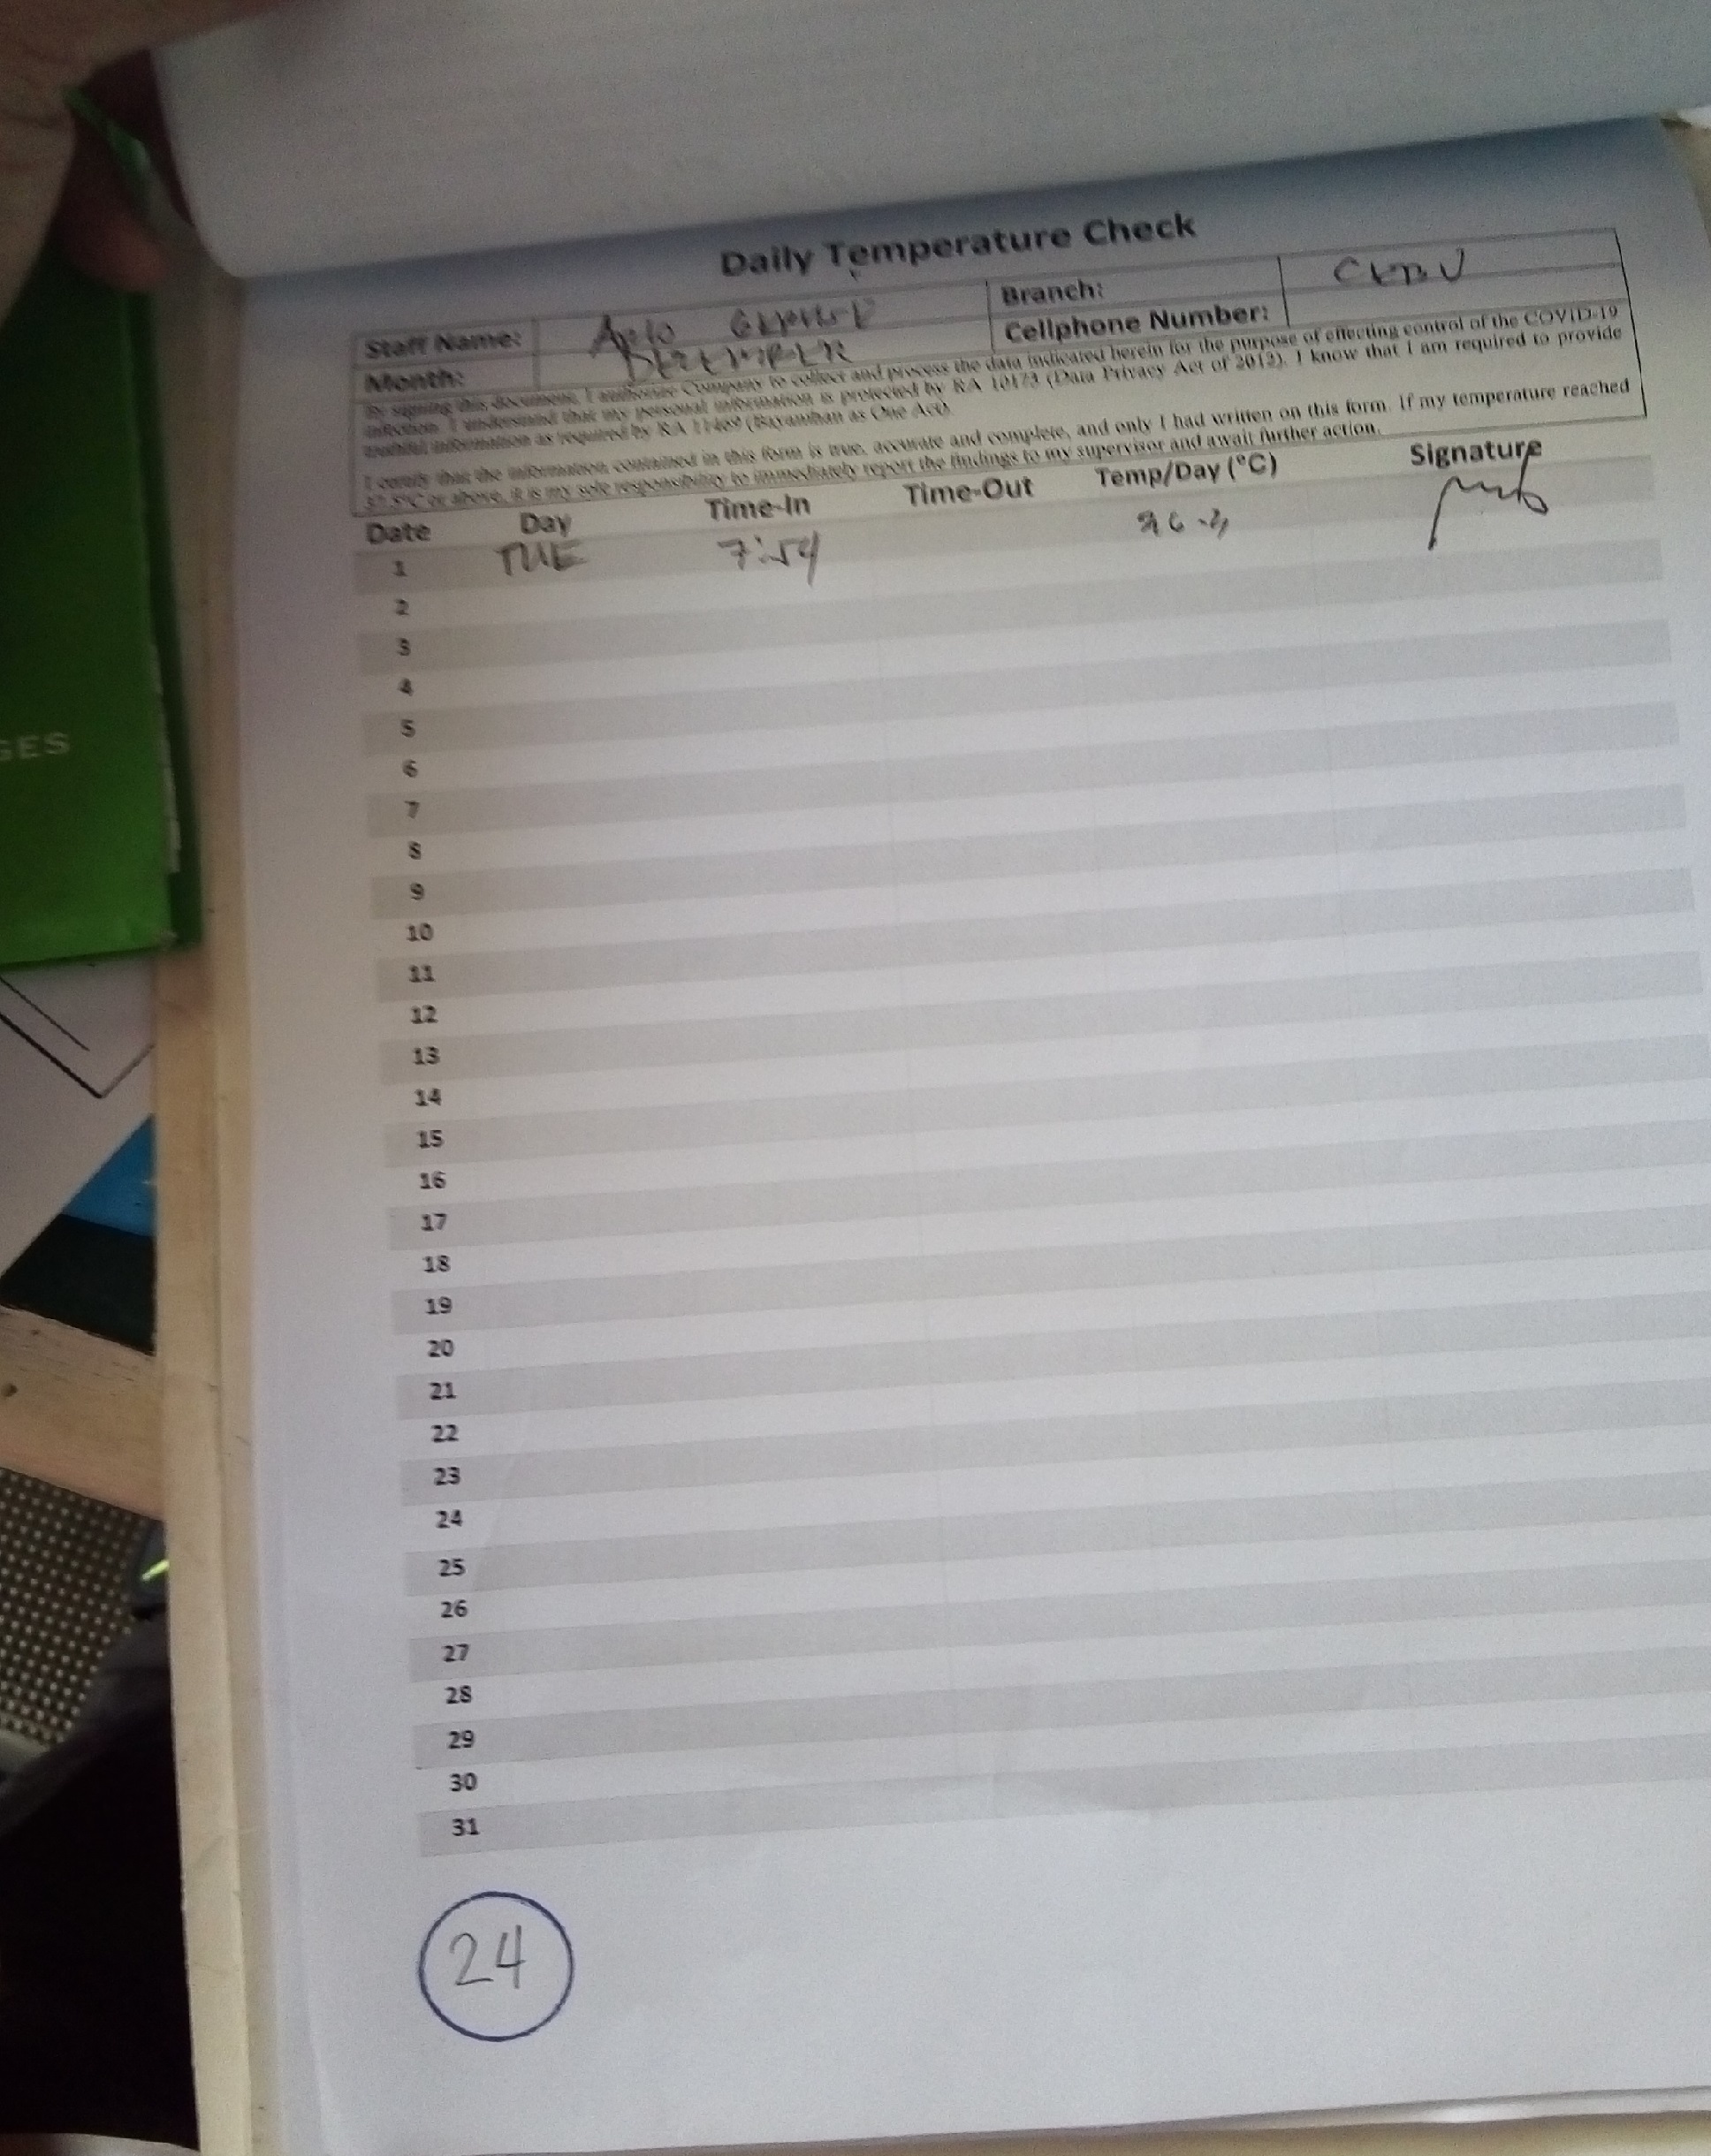 Daily Temperature Check
Staff Name: Branch: CEBU
Month: DECEMBER Cellphone Number:
By signing this document, I authorize Company to collect and process the data indicated herein for the purpose of effecting control of the COVID-19
infection. I understand that my personal information is protected by RA 10173 (Data Privacy Act of 2012). I know that I am required to provide
truthful information as required by RA 11469 (Bayanihan as One Act).
I certify that the information contained in this form is true, accurate and complete, and only I had written on this form. If my temperature reached
37.5°C or above, it is my sole responsibility to immediately report the findings to my supervisor and await further action.
Date Day Time-In Time-Out Temp/Day (°C) Signature
1 TUE 7:54
2
3
4
5
6
7
8
9
10
11
12
13
14
15
16
17
18
19
20
21
22
23
24
25
26
27
28
29
30
31
24
GES